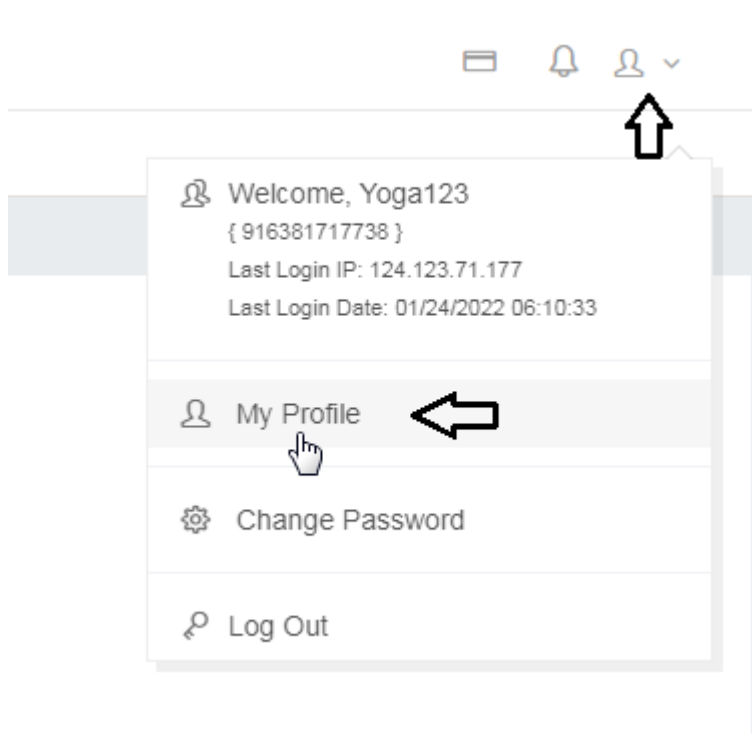 Welcome, Yoga123
{ 916381717738 }
Last Login IP: 124.123.71.177
Last Login Date: 01/24/2022 06:10:33
My Profile
Change Password
Log Out